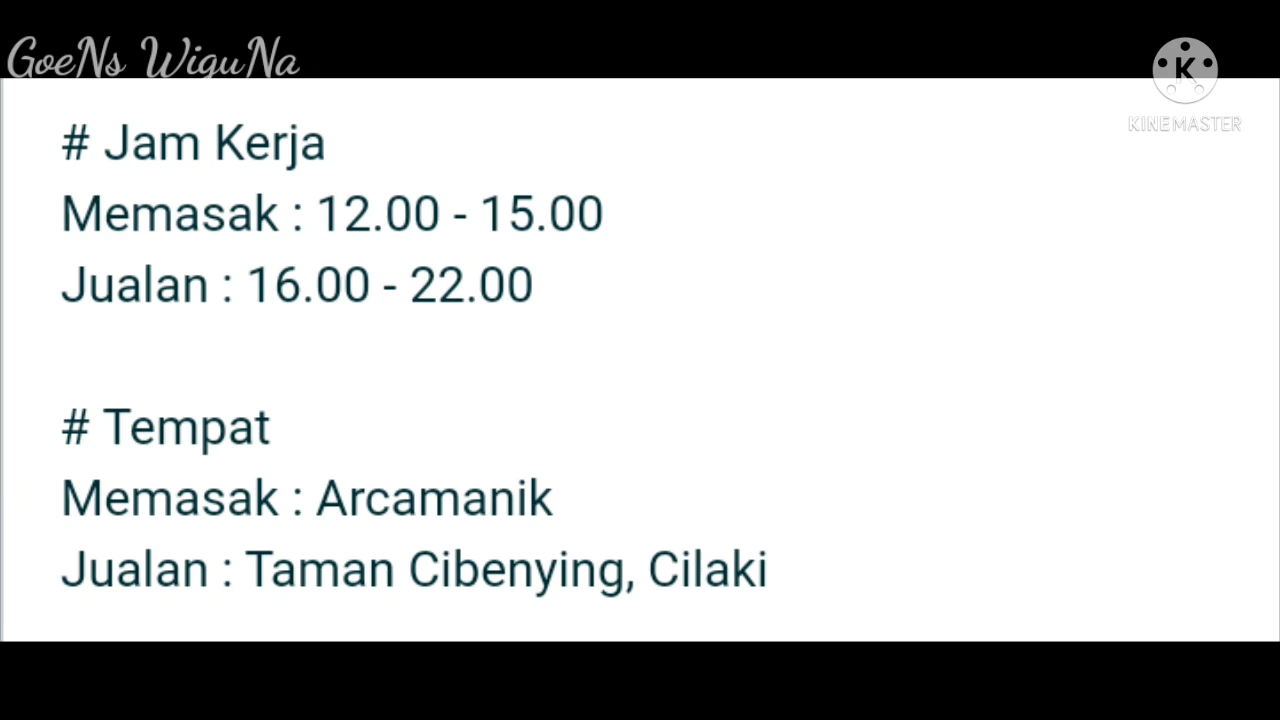 GoeNs WiguNa
K
KINEMASTER
# Jam Kerja
Memasak : 12.00 - 15.00
Jualan : 16.00 - 22.00
# Tempat
Memasak : Arcamanik
Jualan : Taman Cibenying, Cilaki